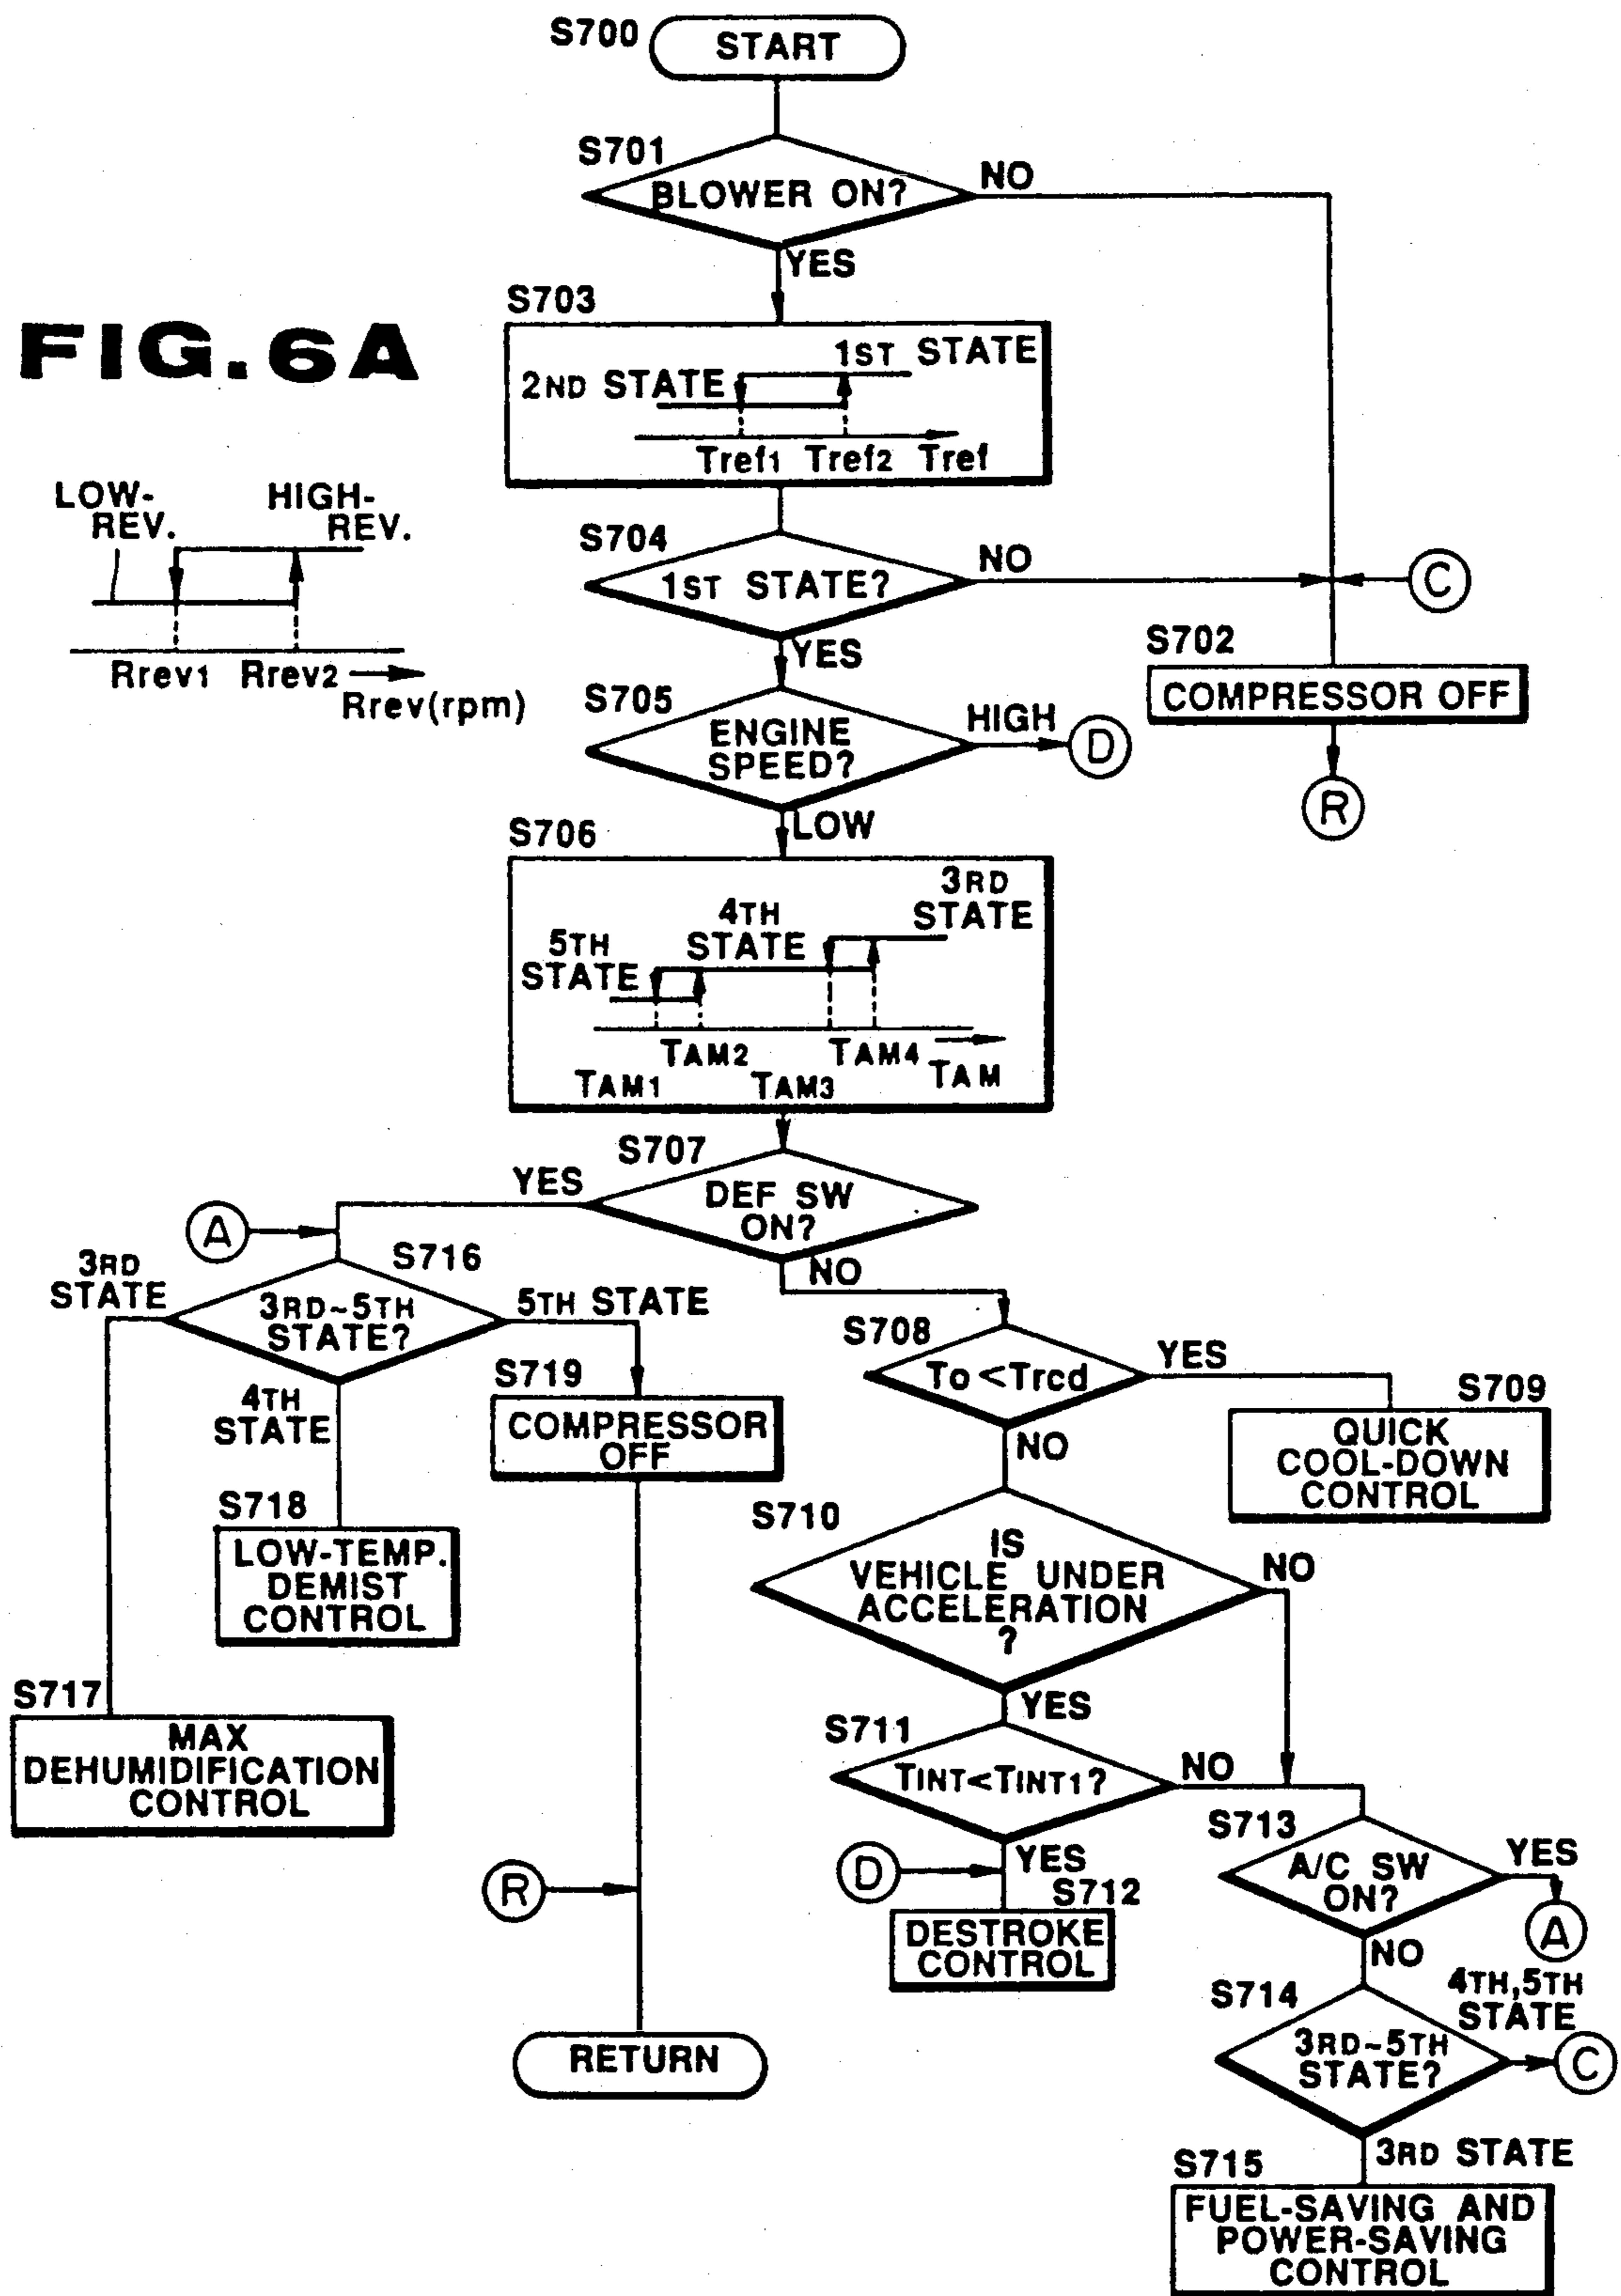 S700
START
S701
BLOWER ON?
NO
YES
S703
FIG.6A
1ST STATE
2ND STATE
Tref1 Tref2 Tref
LOW-
REV.
HIGH-
REV.
Rrev1 Rrev2
Rrev(rpm)
S704
1ST STATE?
NO
C
YES
S702
COMPRESSOR OFF
R
S705
ENGINE
SPEED?
HIGH
D
LOW
S706
3RD
STATE
4TH
STATE
5TH
STATE
TAM2
TAM4
TAM
TAM1
TAM3
S707
DEF SW
ON?
YES
NO
A
S716
3RD~5TH
STATE?
3RD
STATE
5TH STATE
4TH
STATE
S719
COMPRESSOR
OFF
S718
LOW-TEMP.
DEMIST
CONTROL
S717
MAX
DEHUMIDIFICATION
CONTROL
R
RETURN
S708
To<Trcd
YES
S709
QUICK
COOL-DOWN
CONTROL
NO
S710
IS
VEHICLE UNDER
ACCELERATION
?
NO
YES
S711
TINT<TINT1?
NO
YES
D
S712
DESTROKE
CONTROL
S713
A/C SW
ON?
YES
A
NO
S714
3RD~5TH
STATE?
4TH,5TH
STATE
C
3RD STATE
S715
FUEL-SAVING AND
POWER-SAVING
CONTROL